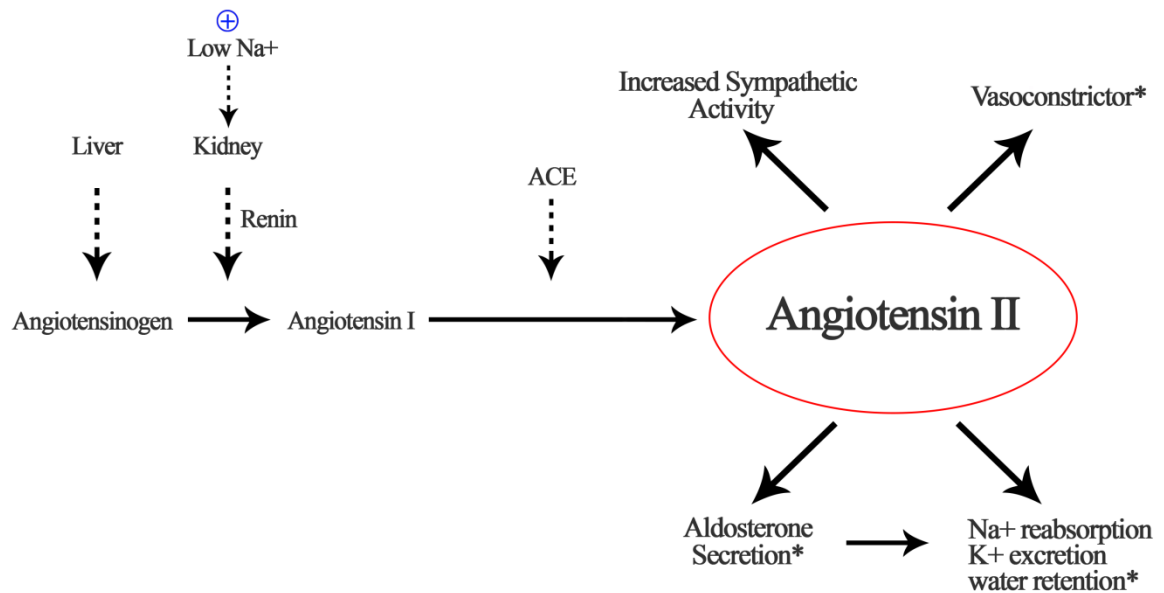 ⊕
Low Na+
Increased Sympathetic
Activity
Vasoconstrictor*
Liver
Kidney
ACE
Renin
Angiotensinogen
Angiotensin I
Angiotensin II
Aldosterone
Secretion*
Na+ reabsorption
K+ excretion
water retention*